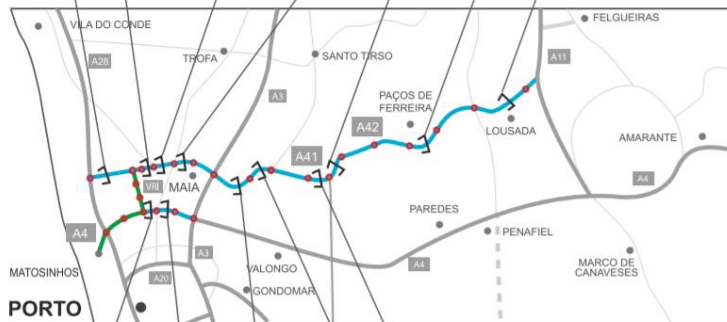 FELGUEIRAS
VILA DO CONDE
A28
TROFA
SANTO TIRSO
A11
A3
PAÇOS DE
FERREIRA
A42
LOUSADA
AMARANTE
A41
VRI
MAIA
A4
A4
PAREDES
PENAFIEL
A3
VALONGO
A4
MARCO DE
CANAVESES
MATOSINHOS
A20
GONDOMAR
PORTO